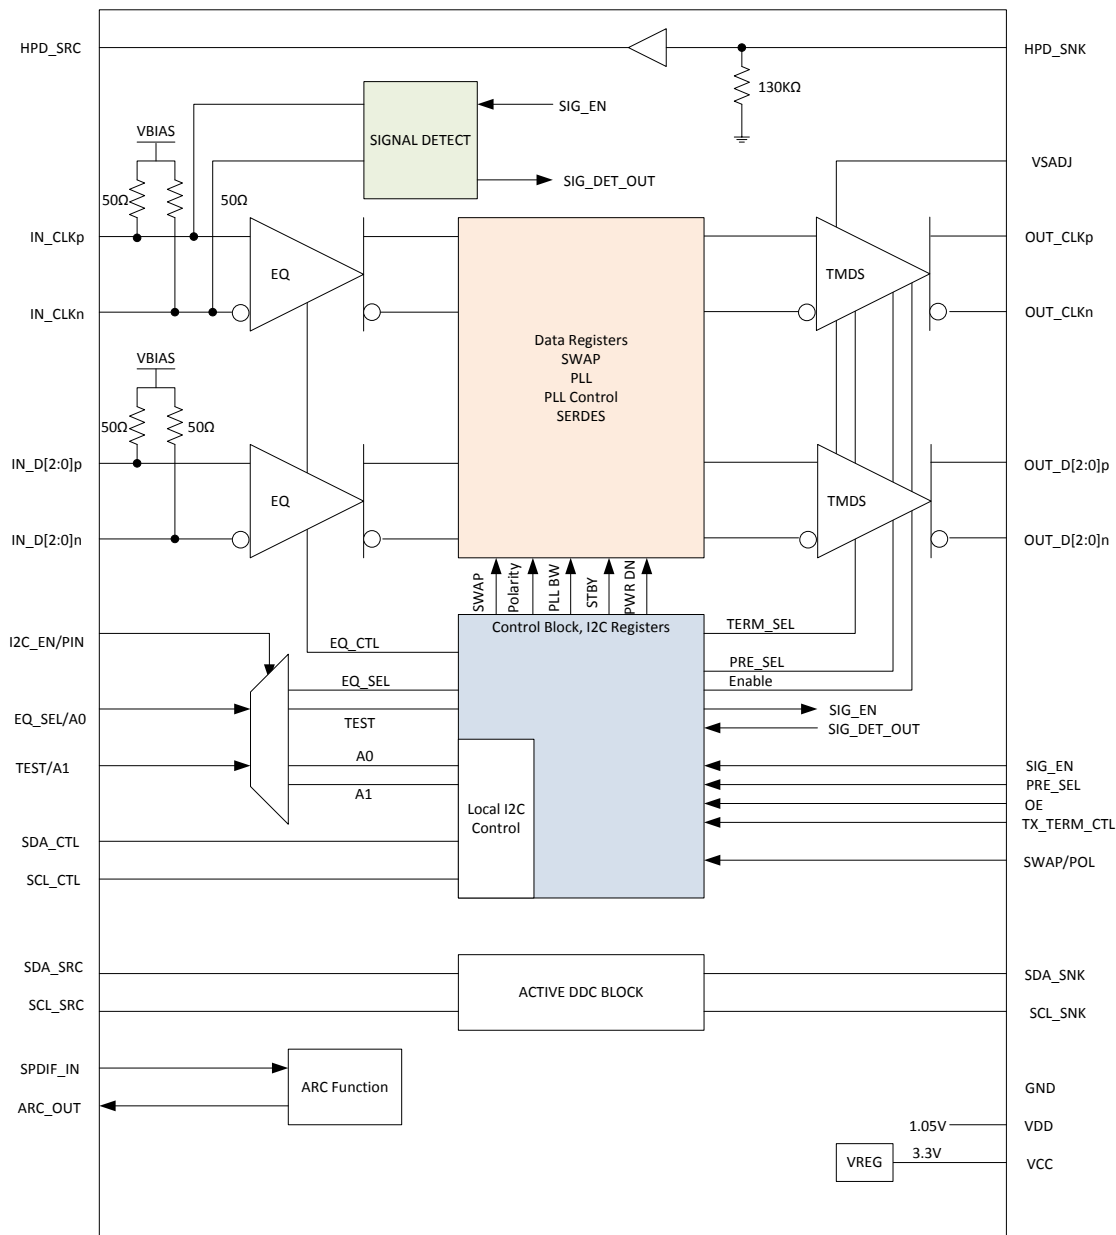 HPD_SRC
HPD_SNK
130KΩ
SIGNAL DETECT
SIG_EN
SIG_DET_OUT
VBIAS
50Ω
50Ω
VSADJ
IN_CLKp
EQ
TMDS
OUT_CLKp
IN_CLKn
OUT_CLKn
Data Registers
SWAP
PLL
PLL Control
SERDES
VBIAS
50Ω
50Ω
IN_D[2:0]p
EQ
TMDS
OUT_D[2:0]p
IN_D[2:0]n
OUT_D[2:0]n
SWAP
Polarity
PLL BW
STBY
PWR DN
Control Block, I2C Registers
I2C_EN/PIN
EQ_CTL
TERM_SEL
EQ_SEL
PRE_SEL
Enable
EQ_SEL/A0
TEST
SIG_EN
SIG_DET_OUT
TEST/A1
A0
A1
Local I2C
Control
SIG_EN
PRE_SEL
OE
TX_TERM_CTL
SDA_CTL
SWAP/POL
SCL_CTL
SDA_SRC
ACTIVE DDC BLOCK
SDA_SNK
SCL_SRC
SCL_SNK
SPDIF_IN
ARC Function
ARC_OUT
GND
1.05V
VDD
VREG
3.3V
VCC